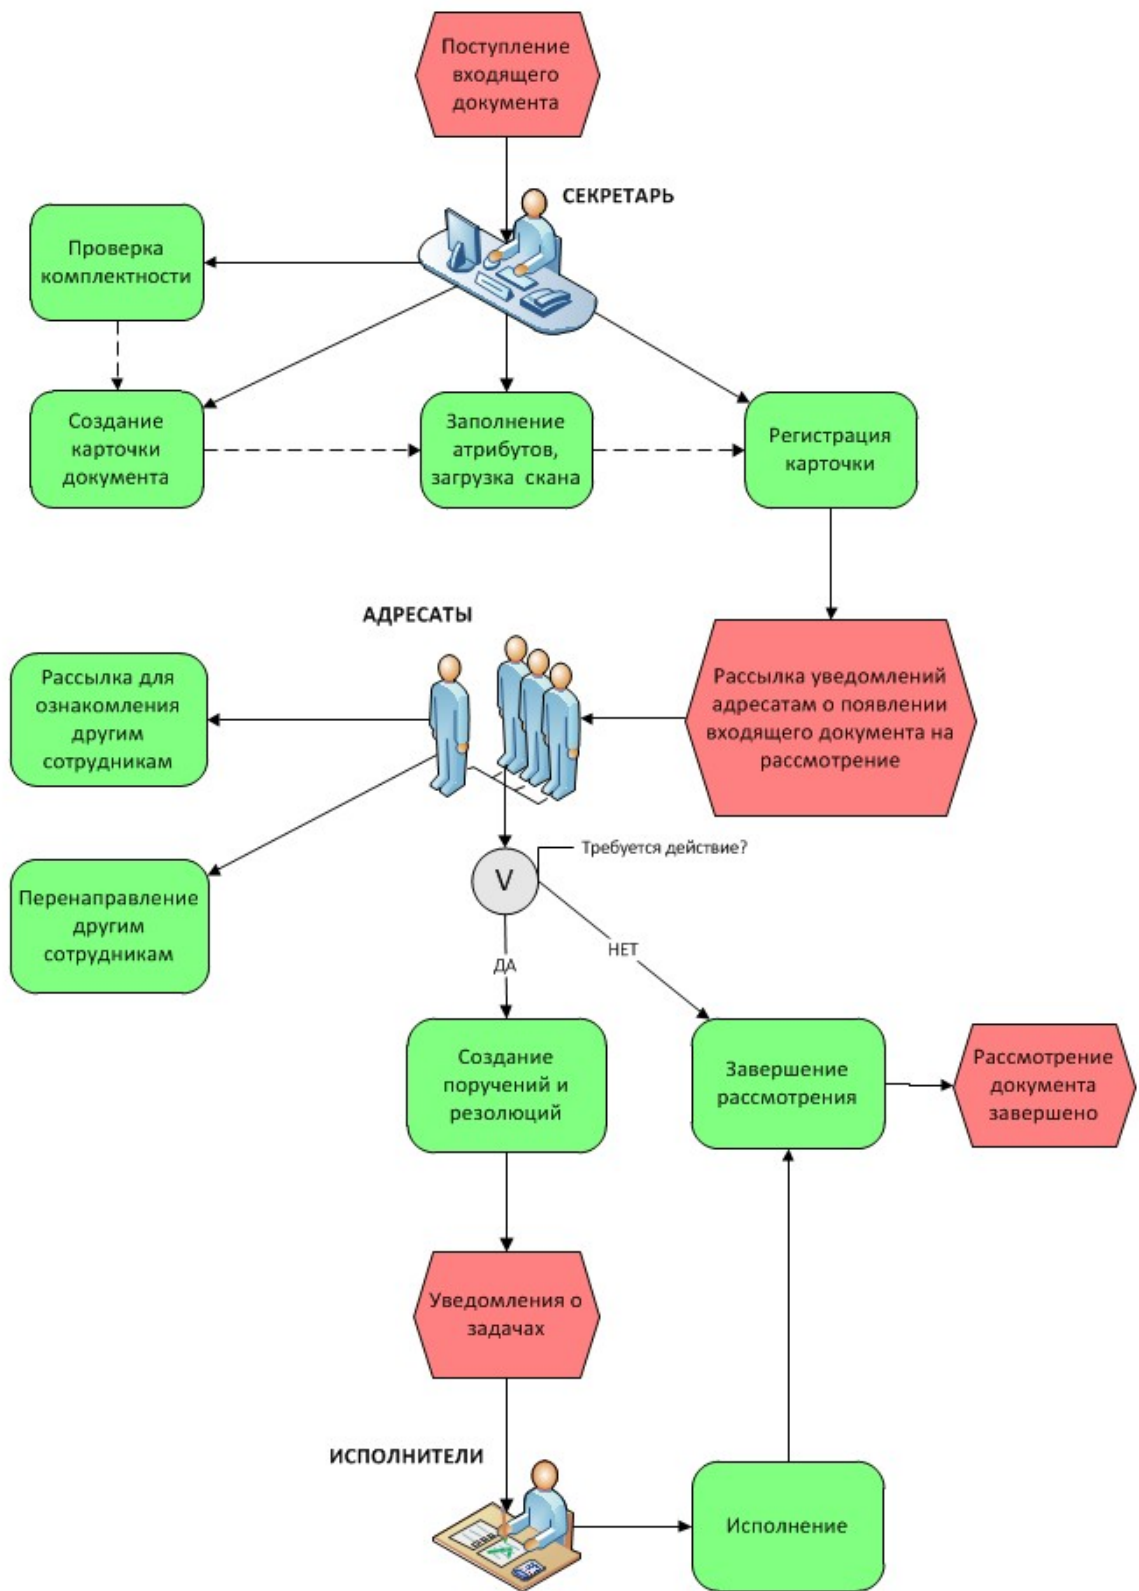 Поступление
входящего
документа
СЕКРЕТАРЬ
Проверка
комплектности
Создание
карточки
документа
Заполнение
атрибутов,
загрузка скана
Регистрация
карточки
АДРЕСАТЫ
Рассылка для
ознакомления
другим
сотрудникам
Рассылка уведомлений
адресатам о появлении
входящего документа на
рассмотрение
Требуется действие?
V
Перенаправление
другим
сотрудникам
НЕТ
ДА
Создание
поручений и
резолюций
Завершение
рассмотрения
Рассмотрение
документа
завершено
Уведомления о
задачах
ИСПОЛНИТЕЛИ
Исполнение